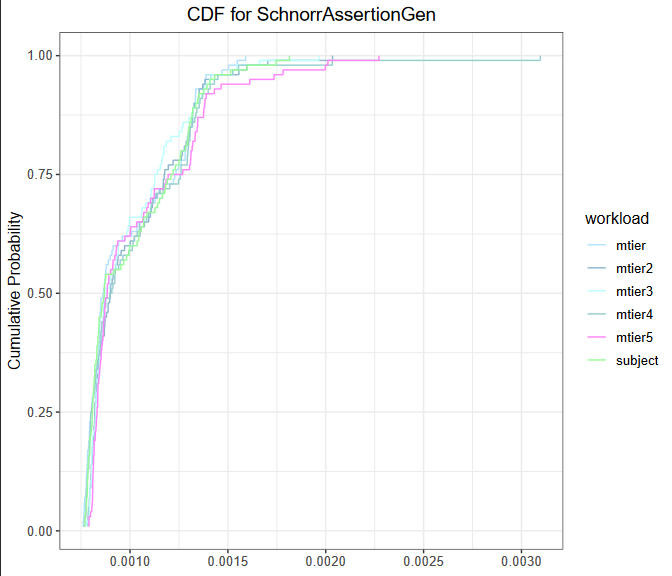 CDF for SchnorrAssertionGen
1.00
0.75
0.50
0.25
0.00
Cumulative Probability
0.0010 0.0015 0.0020 0.0025 0.0030
workload
mtier
mtier2
mtier3
mtier4
mtier5
subject